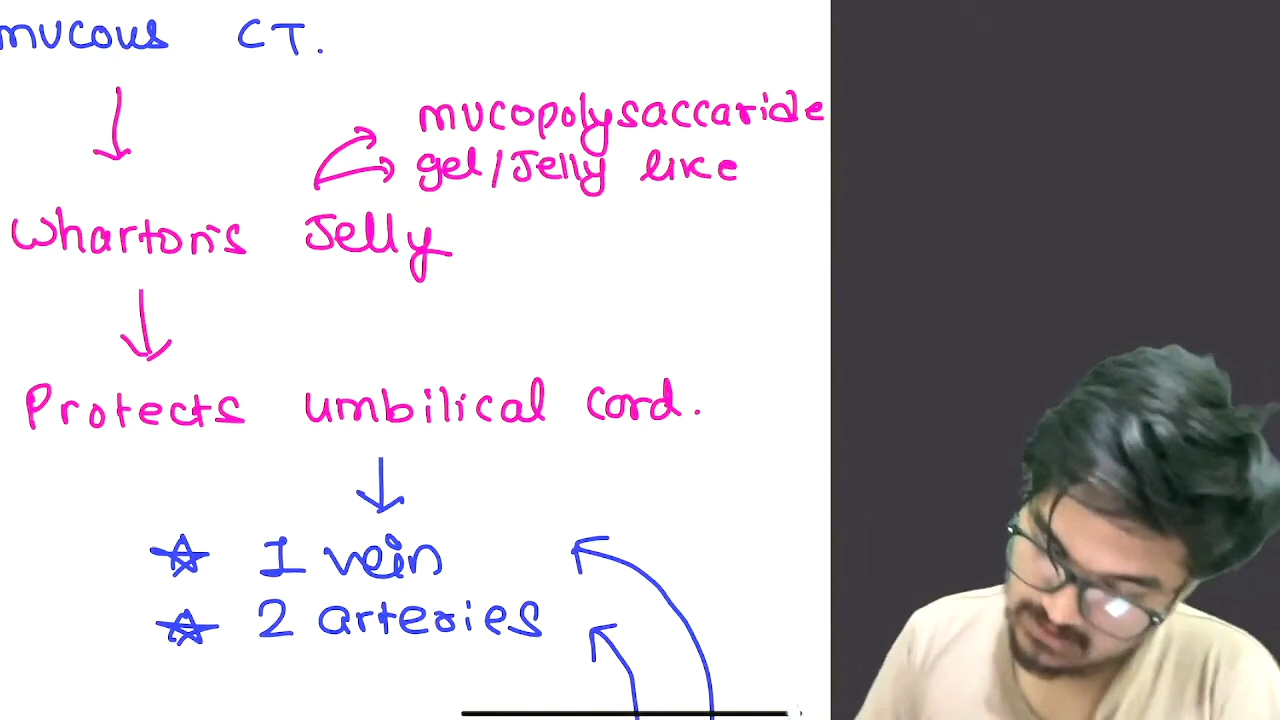 mucous CT.
mucopolysaccaride
gel/Jelly like
Wharton's Jelly
Protects umbilical cord.
1 vein
2 arteries